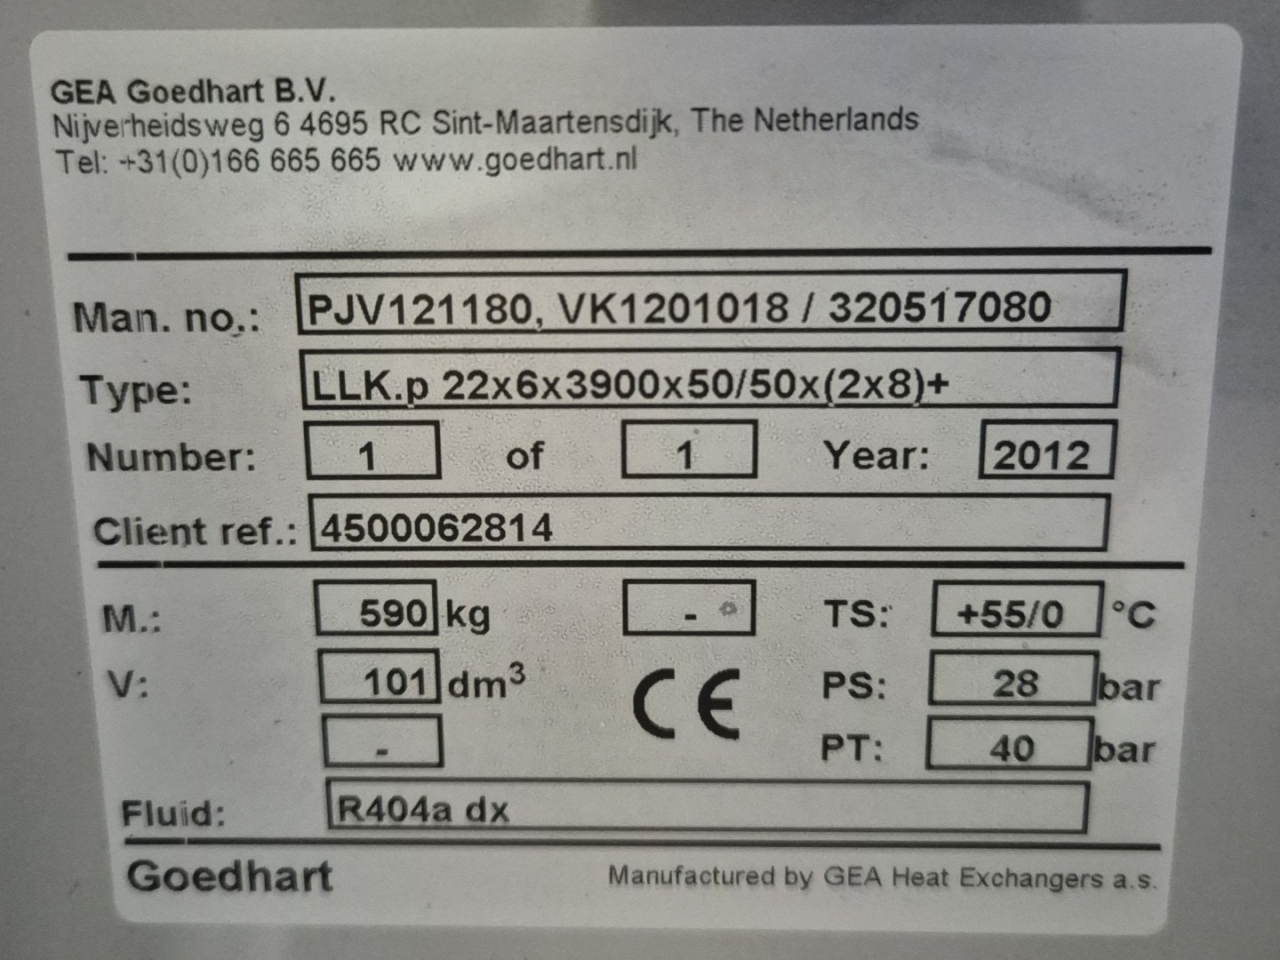 GEA Goedhart B.V.
Nijverheidsweg 6 4695 RC Sint-Maartensdijk, The Netherlands
Tel: +31(0)166 665 665 www.goedhart.nl
Man. no.: PJV121180, VK1201018 / 320517080
Type: LLK.p 22x6x3900x50/50x(2x8)+
Number: 1 of 1 Year: 2012
Client ref.: 4500062814
M.: 590 kg - TS: +55/0 °C
V: 101 dm³ CE PS: 28 bar
- PT: 40 bar
Fluid: R404a dx
Goedhart Manufactured by GEA Heat Exchangers a.s.